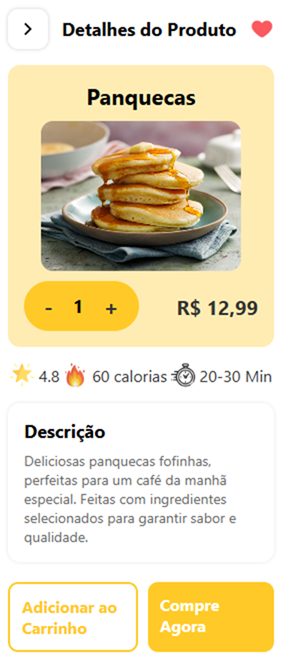 Detalhes do Produto
Panquecas
- 1 +
R$ 12,99
4.8 60 calorias 20-30 Min
Descrição
Deliciosas panquecas fofinhas,
perfeitas para um café da manhã
especial. Feitas com ingredientes
selecionados para garantir sabor e
qualidade.
Adicionar ao
Carrinho
Compre
Agora